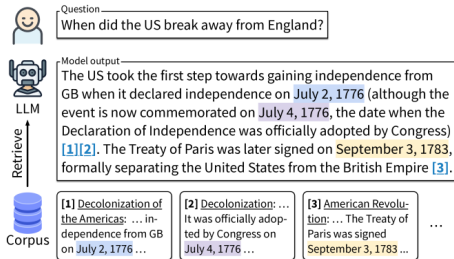 Question
When did the US break away from England?
Model output
The US took the first step towards gaining independence from
GB when it declared independence on July 2, 1776 (although the
event is now commemorated on July 4, 1776, the date when the
Declaration of Independence was officially adopted by Congress)
[1][2]. The Treaty of Paris was later signed on September 3, 1783,
formally separating the United States from the British Empire [3].
LLM
Retrieve
Corpus
[1] Decolonization of
the Americas: … in-
dependence from GB
on July 2, 1776 …
[2] Decolonization: …
It was officially adop-
ted by Congress on
July 4, 1776 …
[3] American Revolu-
tion: … The Treaty of
Paris was signed
September 3, 1783 …
…